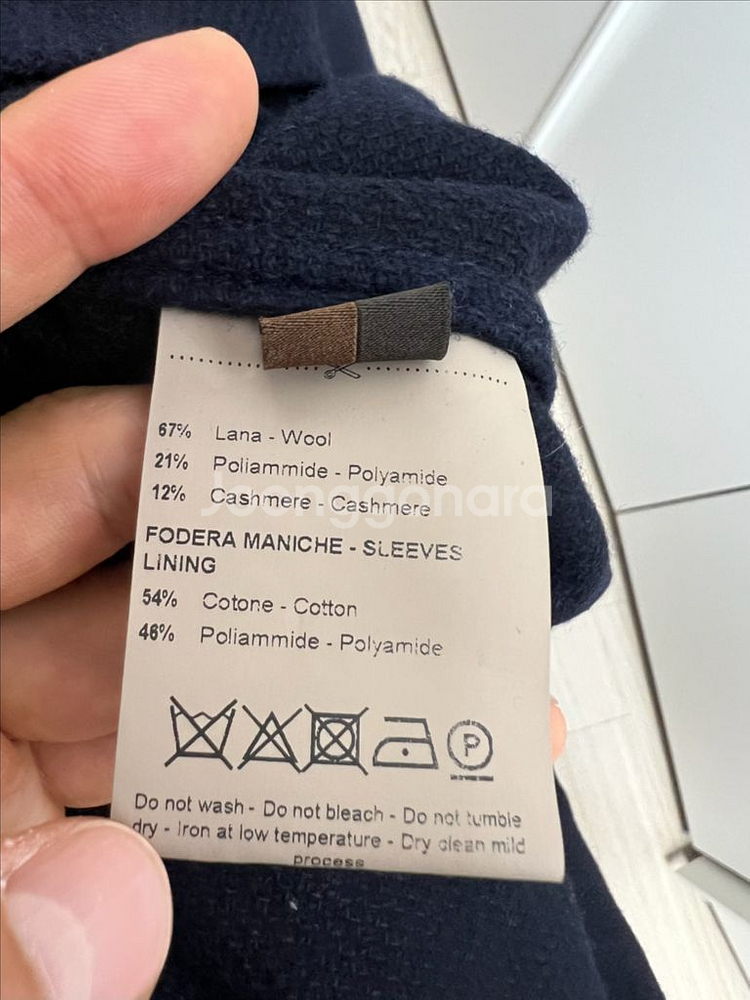 67% Lana - Wool
21% Poliammide - Polyamide
12% Cashmere - Cashmere
Joonggonara
FODERA MANICHE - SLEEVES
LINING
54% Cotone - Cotton
46% Poliammide - Polyamide
P
Do not wash - Do not bleach - Do not tumble
dry - Iron at low temperature - Dry clean mild
process